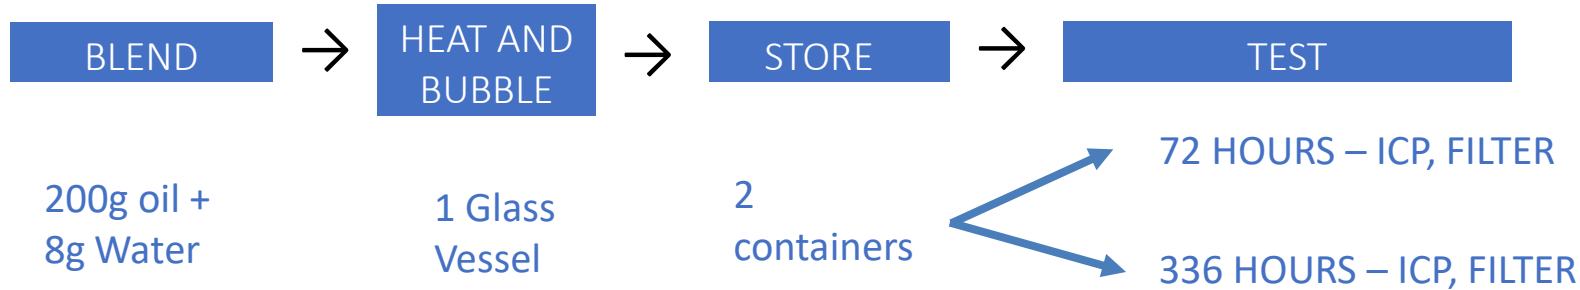 BLEND
HEAT AND
BUBBLE
STORE
TEST
200g oil +
8g Water
1 Glass
Vessel
2
containers
72 HOURS – ICP, FILTER
336 HOURS – ICP, FILTER